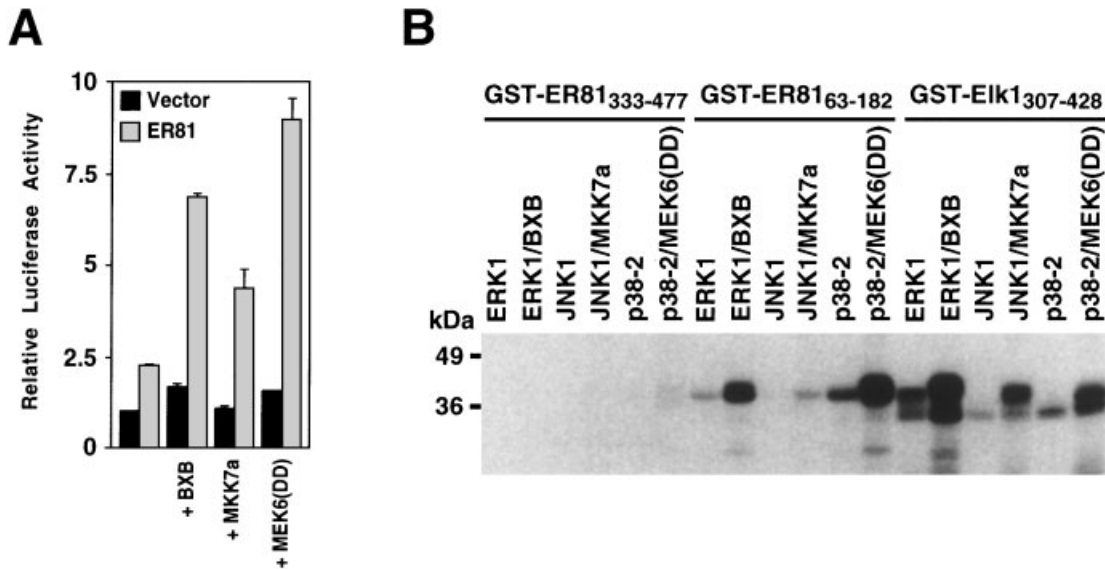 A
Relative Luciferase Activity
10
7.5
5
2.5
0
Vector
ER81
+ BXB
+ MKK7a
+ MEK6(DD)
B
GST-ER81333-477
GST-ER8163-182
GST-Elk1307-428
ERK1
ERK1/BXB
JNK1
JNK1/MKK7a
p38-2
p38-2/MEK6(DD)
ERK1
ERK1/BXB
JNK1
JNK1/MKK7a
p38-2
p38-2/MEK6(DD)
ERK1
ERK1/BXB
JNK1
JNK1/MKK7a
p38-2
p38-2/MEK6(DD)
kDa
49
36